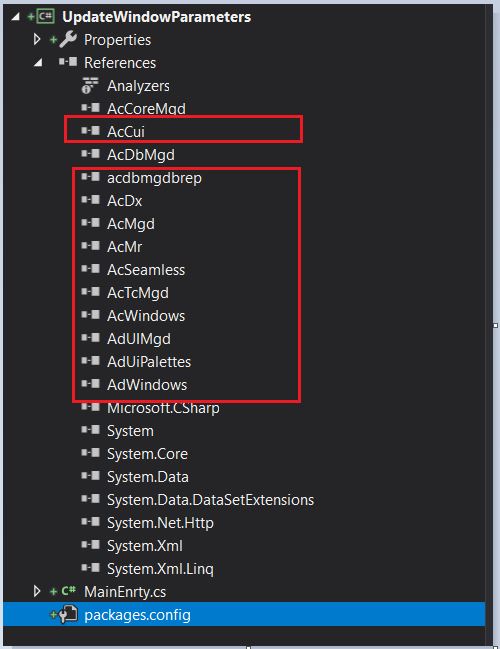 C# UpdateWindowParameters
Properties
References
Analyzers
AcCoreMgd
AcCui
AcDbMgd
acdbmgdbrep
AcDx
AcMgd
AcMr
AcSeamless
AcTcMgd
AcWindows
AdUIMgd
AdUiPalettes
AdWindows
Microsoft.CSharp
System
System.Core
System.Data
System.Data.DataSetExtensions
System.Net.Http
System.Xml
System.Xml.Linq
C# MainEnrty.cs
packages.config